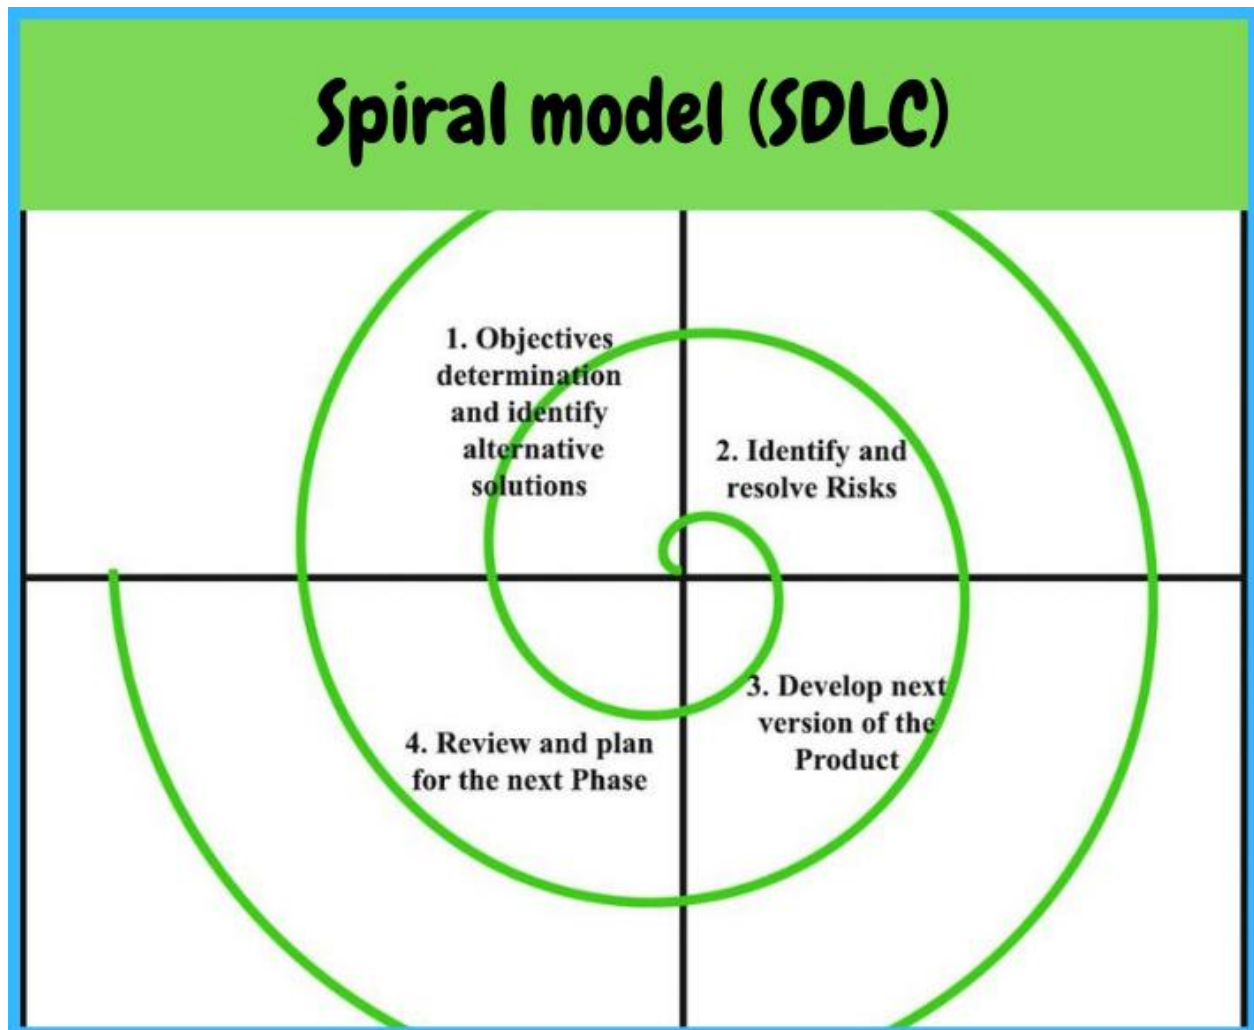 Spiral model (SDLC)
1. Objectives
determination
and identify
alternative
solutions
2. Identify and
resolve Risks
3. Develop next
version of the
Product
4. Review and plan
for the next Phase